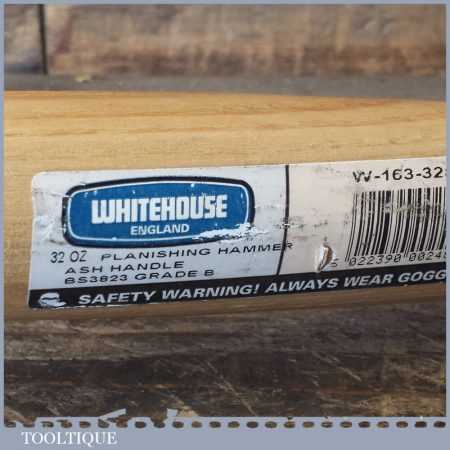 WHITEHOUSE
ENGLAND
32 OZ PLANISHING HAMMER
ASH HANDLE
BS3823 GRADE B
W-163-32
5 022390 0024
SAFETY WARNING! ALWAYS WEAR GOGG
TOOLTIQUE